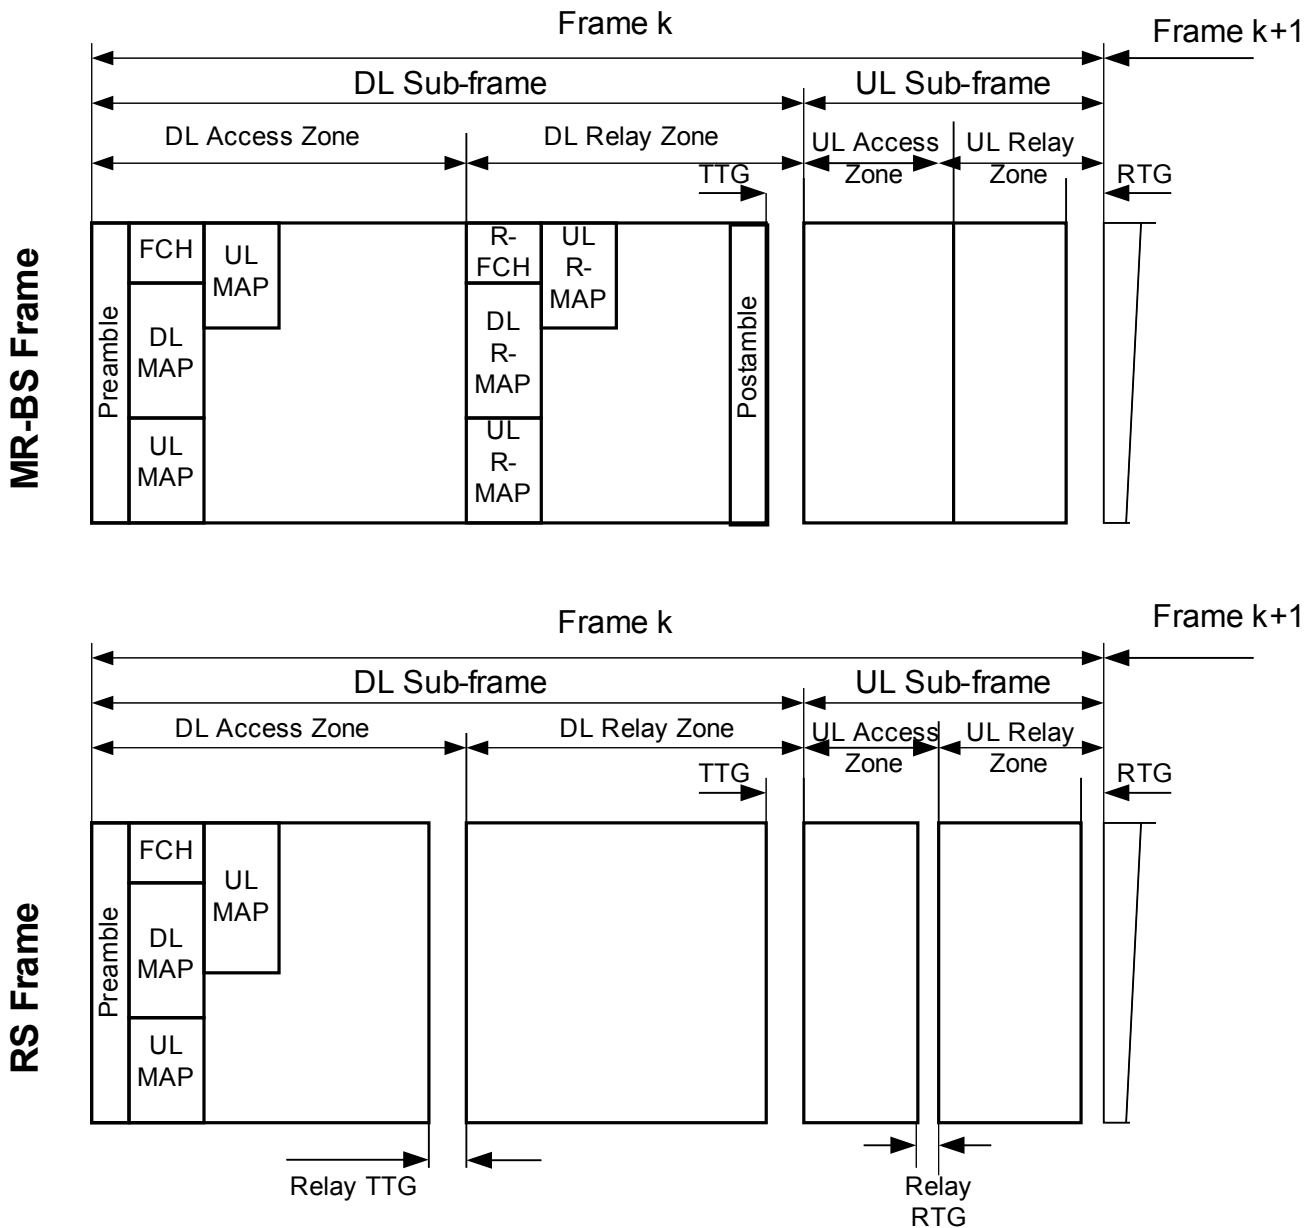 Frame k
Frame k+1
DL Sub-frame
UL Sub-frame
DL Access Zone
DL Relay Zone
UL Access
Zone
UL Relay
Zone
TTG
RTG
MR-BS Frame
Preamble
FCH
DL
MAP
UL
MAP
UL
MAP
R-
FCH
DL
R-
MAP
UL
R-
MAP
UL
R-
MAP
Postamble
Frame k
Frame k+1
DL Sub-frame
UL Sub-frame
DL Access Zone
DL Relay Zone
UL Access
Zone
UL Relay
Zone
TTG
RTG
RS Frame
Preamble
FCH
DL
MAP
UL
MAP
UL
MAP
Relay TTG
Relay
RTG